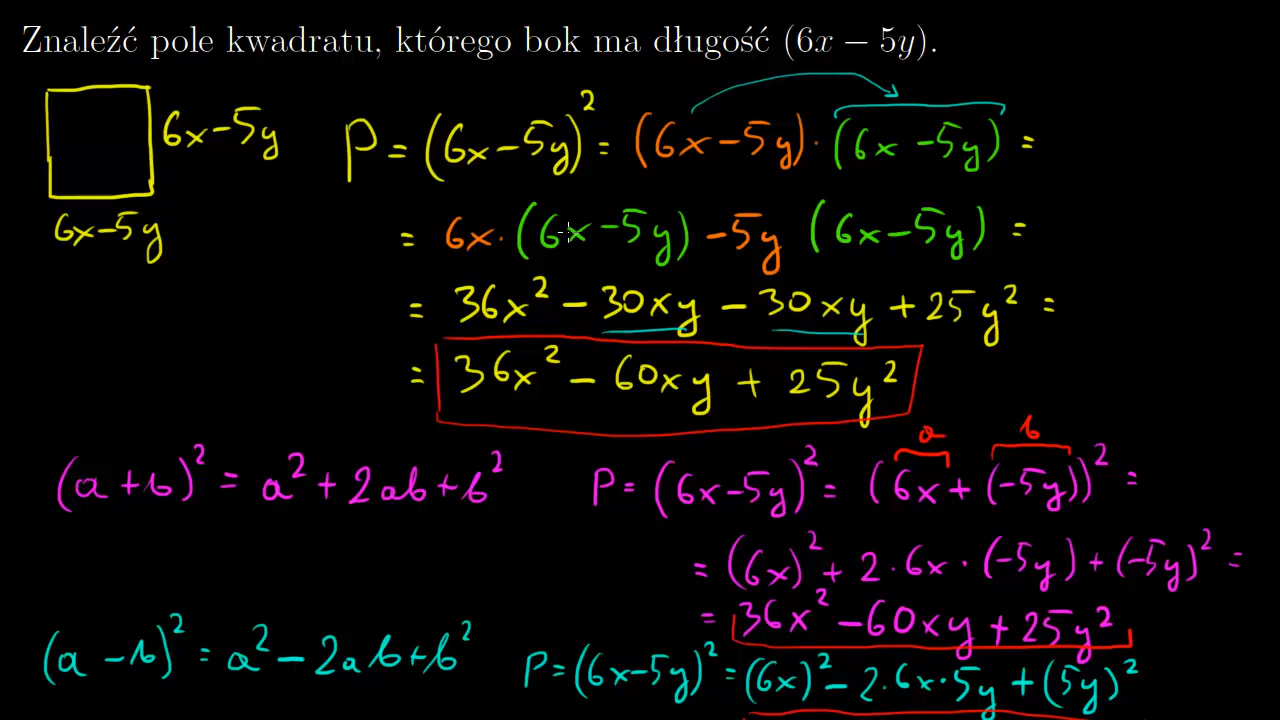 Znaleźć pole kwadratu, którego bok ma długość (6x − 5y).
6x-5y
6x-5y
P = (6x-5y)² = (6x-5y)·(6x-5y) =
= 6x·(6x-5y) -5y (6x-5y) =
= 36x² - 30xy - 30xy + 25y² =
= 36x² - 60xy + 25y²
(a+b)² = a² + 2ab + b²
a b
P = (6x-5y)² = (6x+(-5y))² =
= (6x)² + 2·6x·(-5y) + (-5y)² =
= 36x² - 60xy + 25y²
(a-b)² = a² - 2ab + b²
P = (6x-5y)² = (6x)² - 2·6x·5y + (5y)²